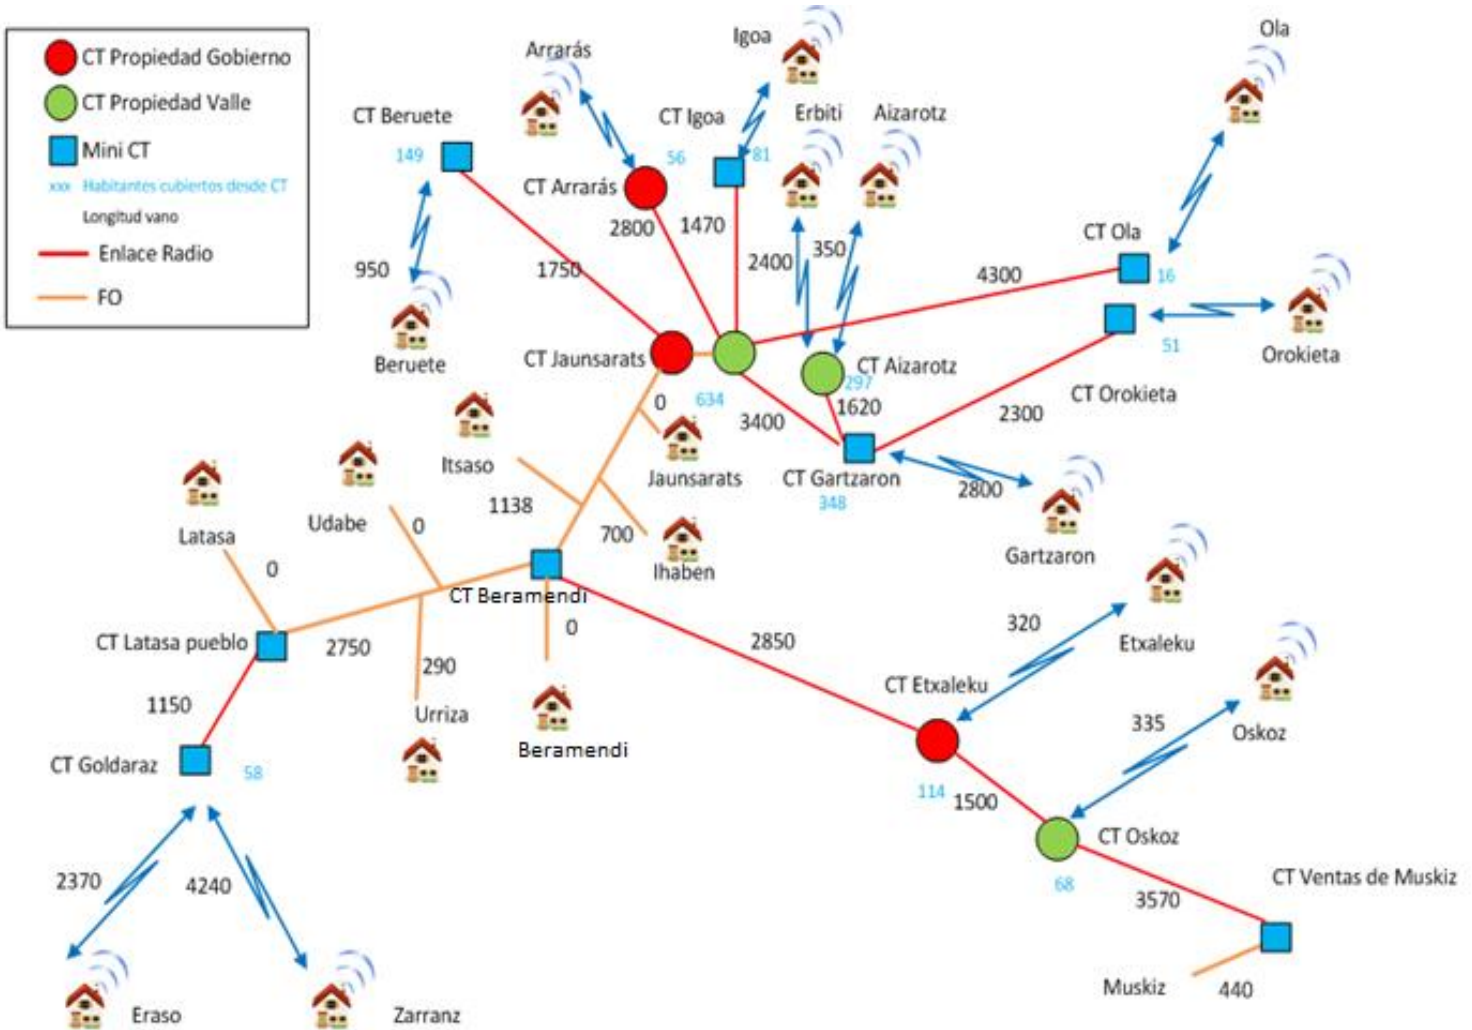 CT Propiedad Gobierno
CT Propiedad Valle
Mini CT
xxx Habitantes cubiertos desde CT
Longitud vano
Enlace Radio
FO
Arrarás
Igoa
Ola
CT Beruete
149
CT Igoa
56
81
Erbiti
Aizarotz
CT Arrarás
2800
1470
2400
350
CT Ola
16
4300
950
1750
Beruete
CT Jaunsarats
634
CT Aizarotz
297
1620
51
Orokieta
CT Orokieta
2300
0
3400
Itsaso
Jaunsarats
CT Gartzaron
348
2800
Gartzaron
1138
700
Ihaben
Latasa
Udabe
0
0
CT Beramendi
0
CT Latasa pueblo
2750
290
Urriza
Beramendi
2850
320
Etxaleku
CT Etxaleku
1150
CT Goldaraz
58
335
Oskoz
114
1500
CT Oskoz
68
3570
CT Ventas de Muskiz
2370
4240
Muskiz
440
Eraso
Zarranz